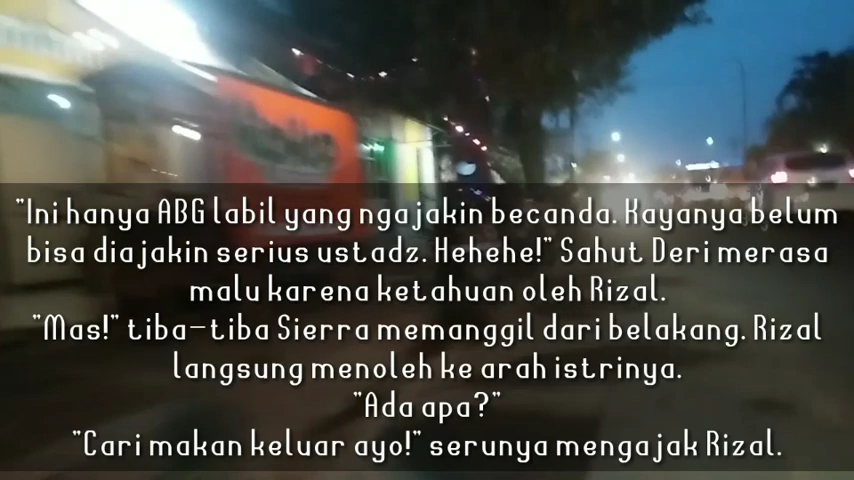 "Ini hanya ABG labil yang ngajakin becanda. Kayanya belum
bisa diajakin serius ustadz. Hehehe!" Sahut Deri merasa
malu karena ketahuan oleh Rizal.
"Mas!" tiba-tiba Sierra memanggil dari belakang. Rizal
langsung menoleh ke arah istrinya.
"Ada apa?"
"Cari makan keluar ayo!" serunya mengajak Rizal.